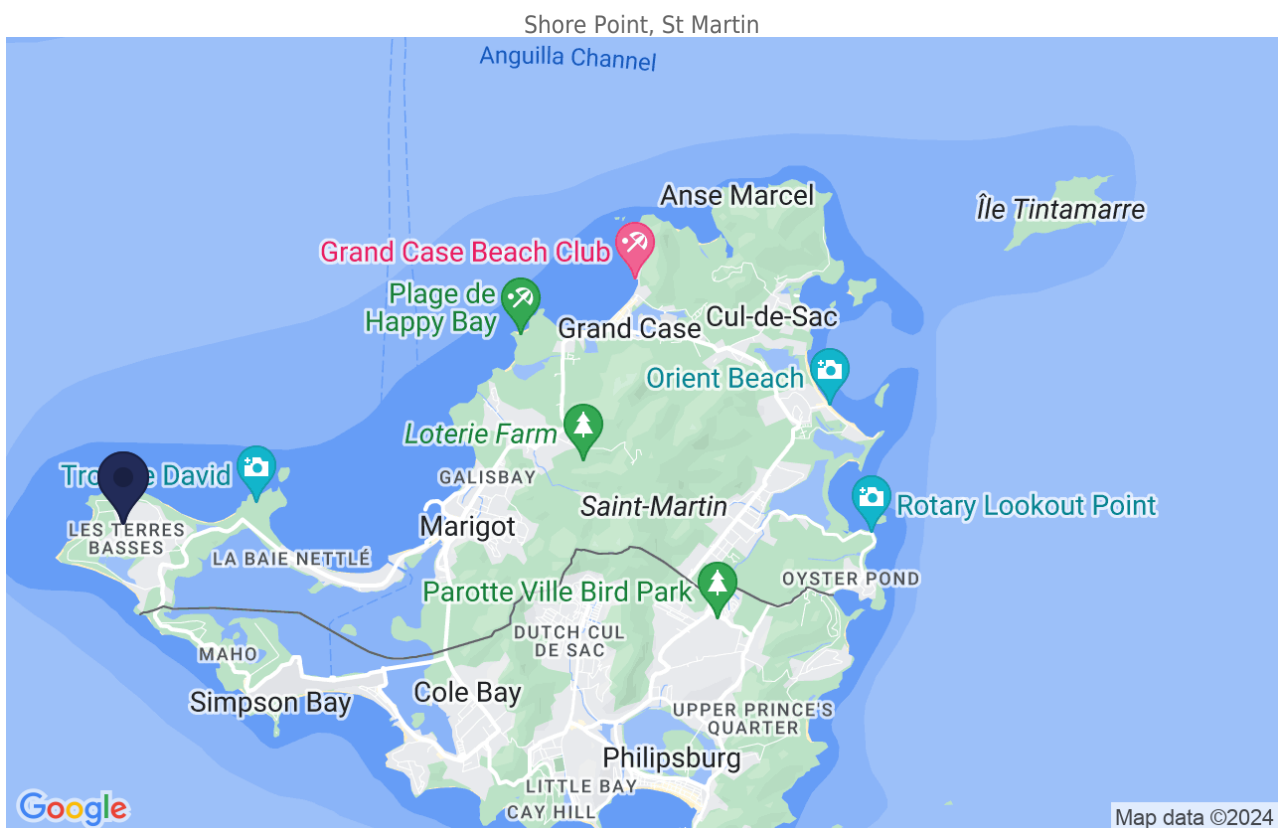 Shore Point, St Martin
Anguilla Channel
Anse Marcel
Île Tintamarre
Grand Case Beach Club
Plage de
Happy Bay
Grand Case
Cul-de-Sac
Orient Beach
Loterie Farm
David
GALISBAY
Saint-Martin
Rotary Lookout Point
Marigot
LES TERRES
BASSES
LA BAIE NETTLÉ
OYSTER POND
Parotte Ville Bird Park
DUTCH CUL
DE SAC
MAHO
Simpson Bay
Cole Bay
UPPER PRINCE'S
QUARTER
Philipsburg
LITTLE BAY
CAY HILL
Google
Map data ©2024